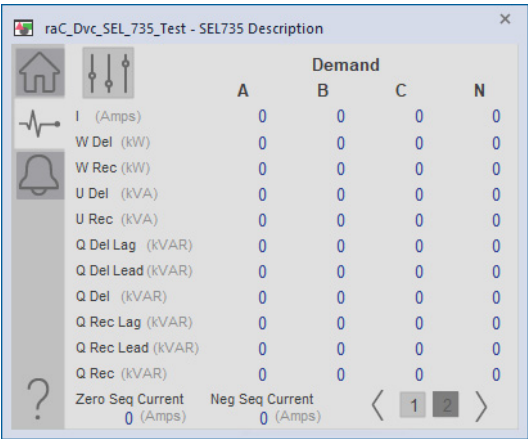 raC_Dvc_SEL_735_Test - SEL735 Description
Demand
A B C N
I (Amps) 0 0 0 0
W Del (kW) 0 0 0 0
W Rec (kW) 0 0 0 0
U Del (kVA) 0 0 0 0
U Rec (kVA) 0 0 0 0
Q Del Lag (kVAR) 0 0 0 0
Q Del Lead (kVAR) 0 0 0 0
Q Del (kVAR) 0 0 0 0
Q Rec Lag (kVAR) 0 0 0 0
Q Rec Lead (kVAR) 0 0 0 0
Q Rec (kVAR) 0 0 0 0
Zero Seq Current Neg Seq Current
0 (Amps) 0 (Amps) 1 2
?